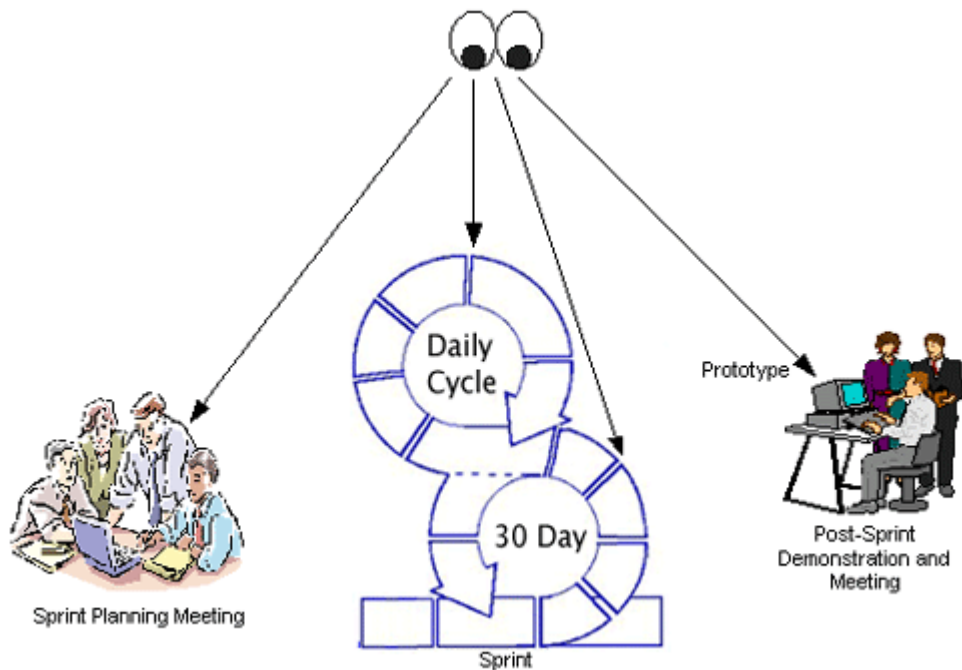 Daily
Cycle
Prototype
30 Day
Post-Sprint
Demonstration and
Meeting
Sprint Planning Meeting
Sprint